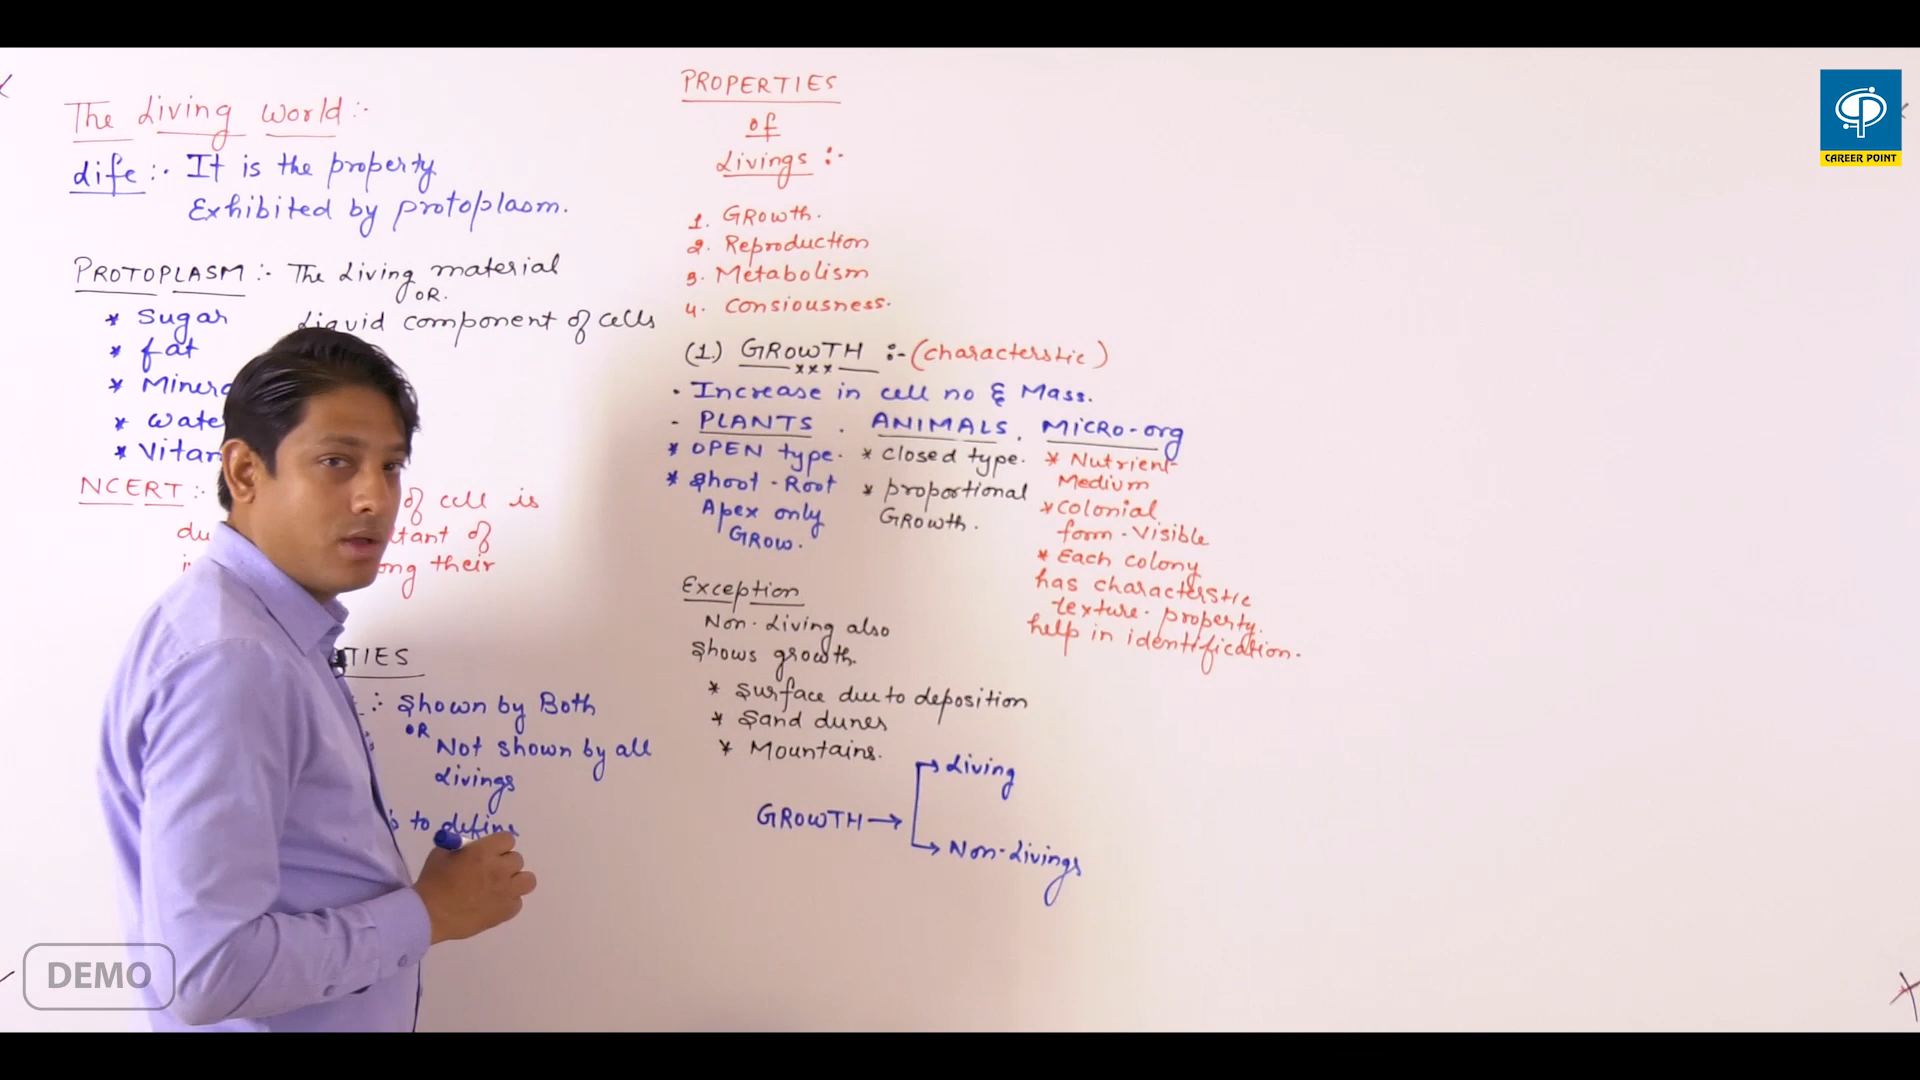 The Living World :-
Life :- It is the property
Exhibited by protoplasm.
PROTOPLASM :- The Living material
OR.
Liquid component of cells
* Sugar
* fat
*
*
*
NCERT :- of cell is
of
their
TIES
:- Shown by Both
OR Not shown by all
Livings
to define
PROPERTIES
of
Livings :-
1. GROWTH.
2. Reproduction
3. Metabolism
4. Consiousness.
(1.) GROWTH :- (characterstic)
xxx
• Increase in cell no & Mass.
- PLANTS . ANIMALS . MICRO-org
* OPEN type.
* Shoot - Root
Apex only
GROW.
* closed type.
* proportional
GROWTH.
* Nutrient
Medium
* Colonial
form - Visible
* Each colony
has characterstic
texture - property
help in identification.
Exception
Non-Living also
Shows growth.
* Surface due to deposition
* Sand dunes
* Mountains.
GROWTH → Living
Non-Livings
CAREER POINT
DEMO